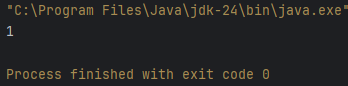 "C:\Program Files\Java\jdk-24\bin\java.exe"
1
Process finished with exit code 0